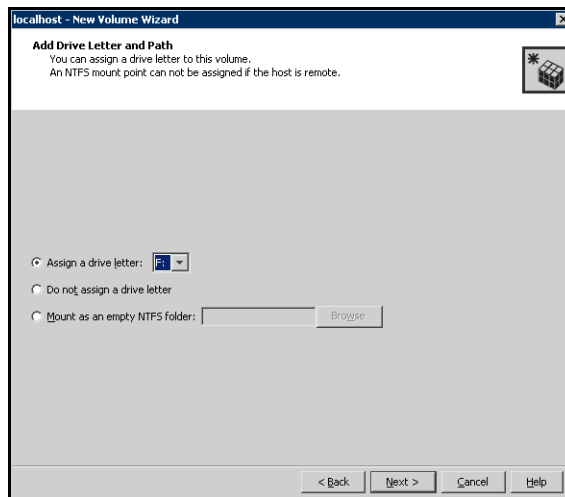 localhost - New Volume Wizard
Add Drive Letter and Path
You can assign a drive letter to this volume.
An NTFS mount point can not be assigned if the host is remote.
Assign a drive letter: F:
Do not assign a drive letter
Mount as an empty NTFS folder: Browse
< Back Next > Cancel Help